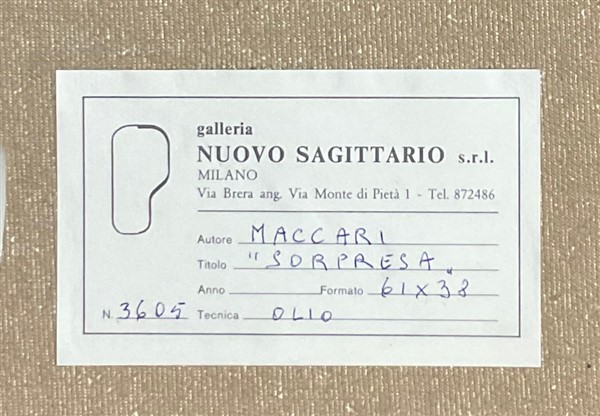 galleria
NUOVO SAGITTARIO s.r.l.
MILANO
Via Brera ang. Via Monte di Pietà 1 - Tel. 872486
Autore MACCARI
Titolo "SORPRESA"
Anno Formato 61x38
N. 3605 Tecnica OLIO